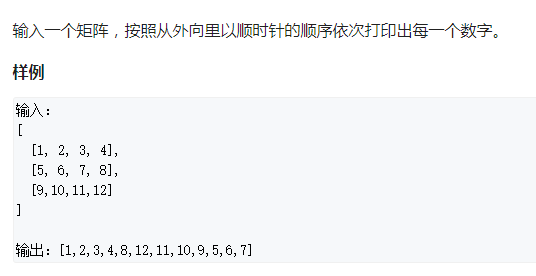 输入一个矩阵，按照从外向里以顺时针的顺序依次打印出每一个数字。
样例
输入：
[
[1, 2, 3, 4],
[5, 6, 7, 8],
[9,10,11,12]
]
输出：[1,2,3,4,8,12,11,10,9,5,6,7]